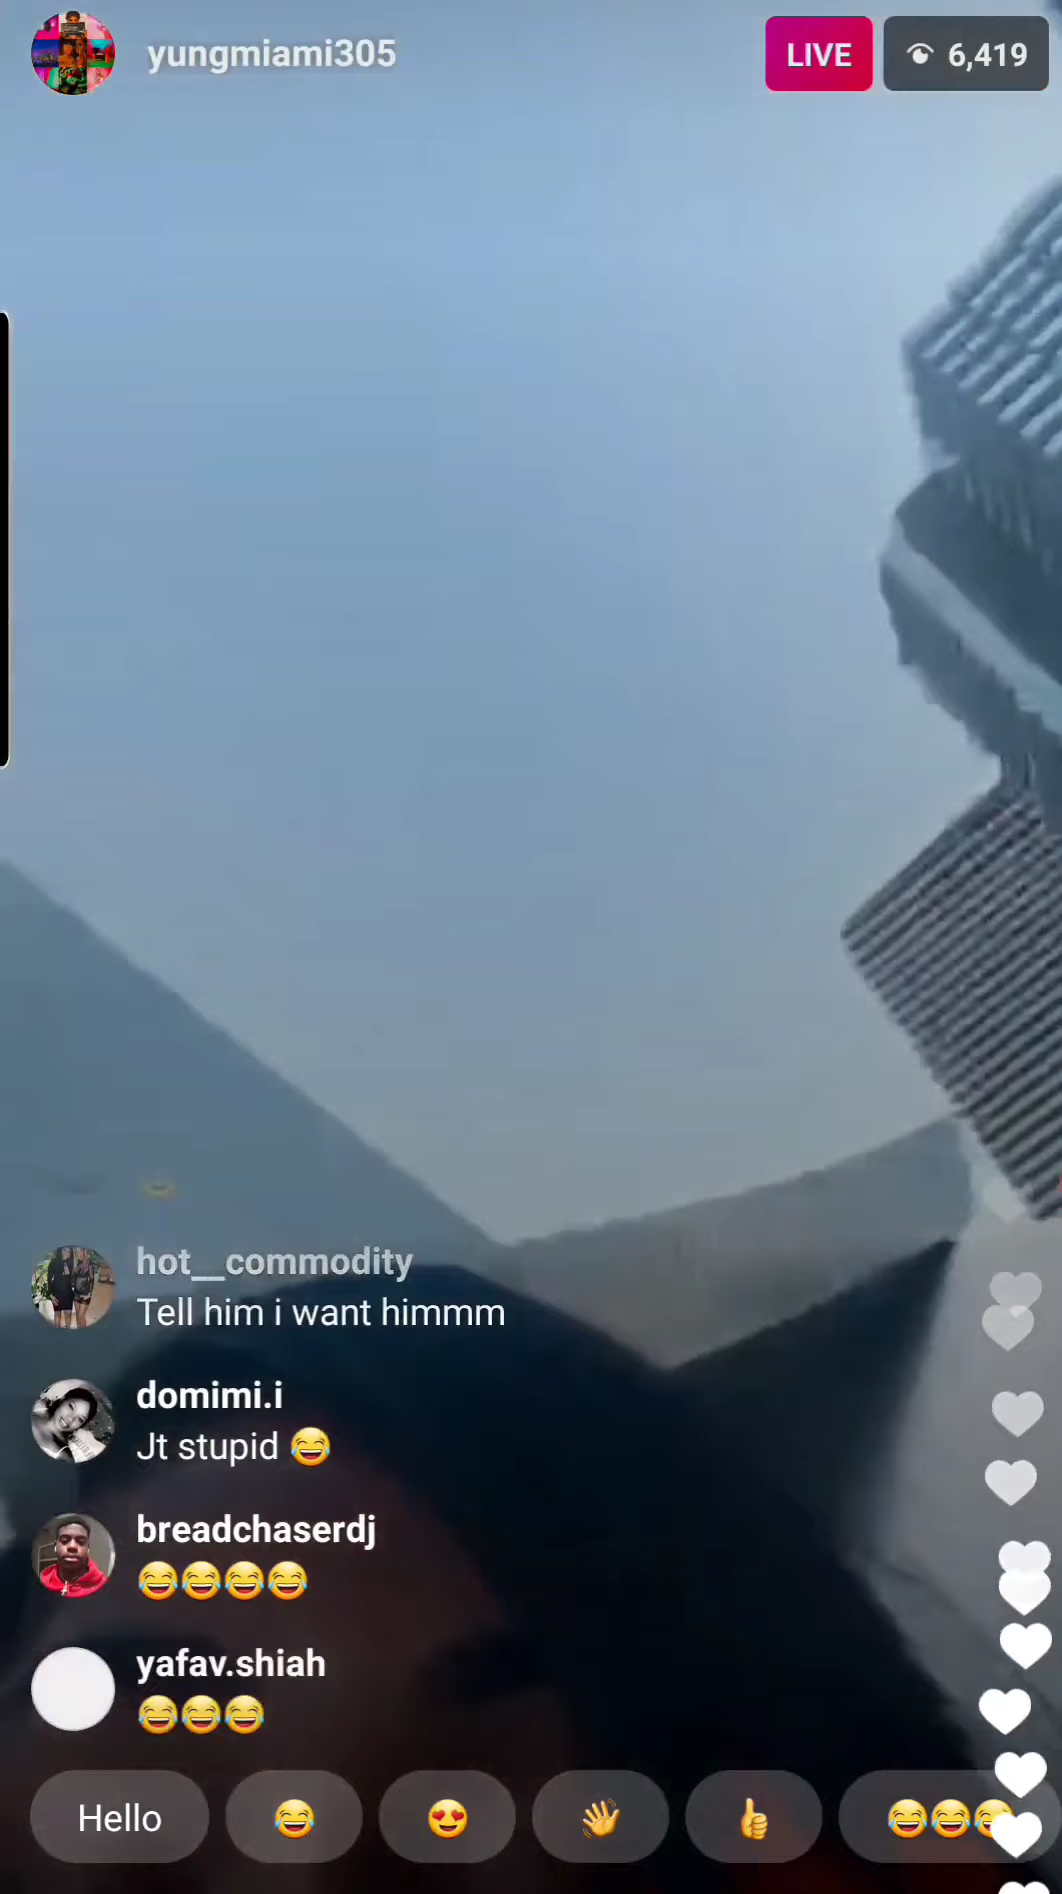 yungmiami305
LIVE
6,419
hot__commodity
Tell him i want himmm
domimi.i
Jt stupid 😂
breadchaserdj
😂😂😂😂
yafav.shiah
😂😂😂
Hello 😂 😍 👋 👍 😂😂😂